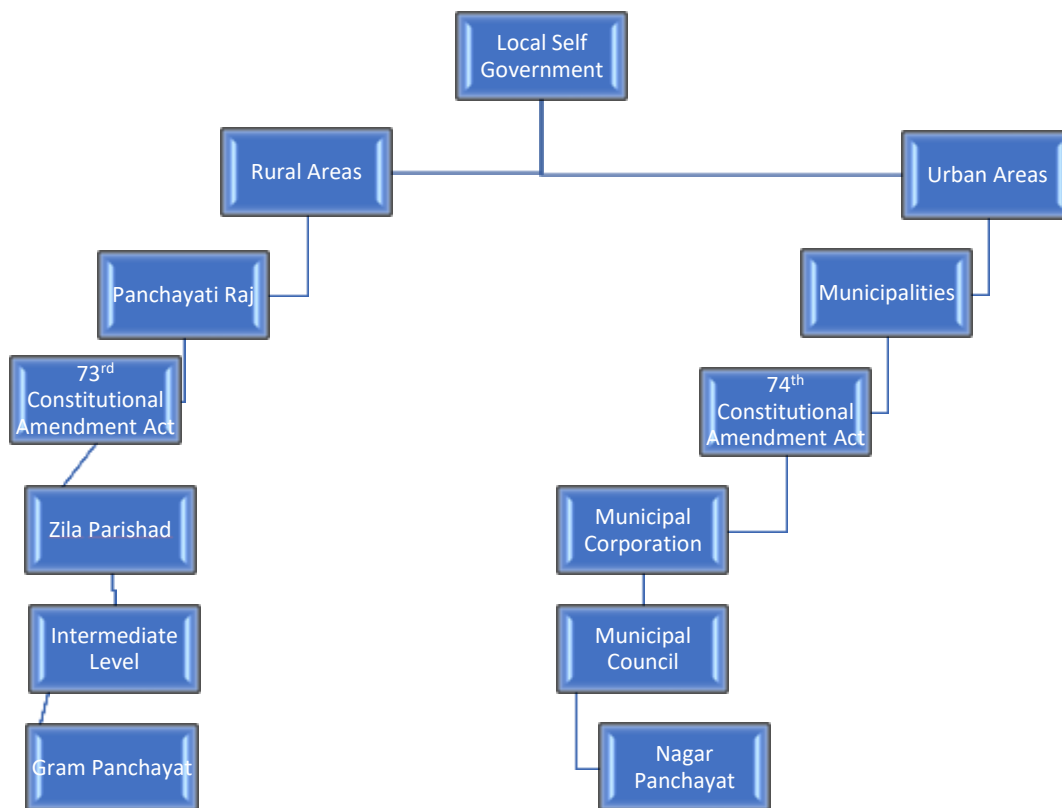 Local Self
Government
Rural Areas
Urban Areas
Panchayati Raj
Municipalities
73rd
Constitutional
Amendment Act
74th
Constitutional
Amendment Act
Zila Parishad
Municipal
Corporation
Intermediate
Level
Municipal
Council
Gram Panchayat
Nagar
Panchayat